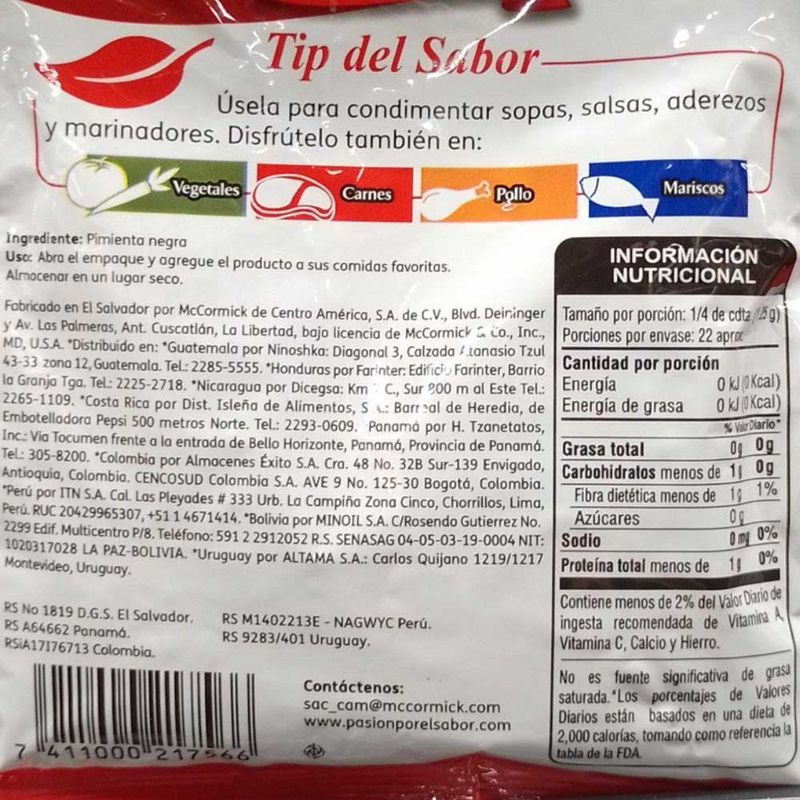 Tip del Sabor
Úsela para condimentar sopas, salsas, aderezos
y marinadores. Disfrútelo también en:
Vegetales Carnes Pollo Mariscos
Ingrediente: Pimienta negra
Uso: Abra el empaque y agregue el producto a sus comidas favoritas.
Almacenar en un lugar seco.
Fabricado en El Salvador por McCormick de Centro América, S.A. de C.V., Blvd. Deininger
y Av. Las Palmeras, Ant. Cuscatlán, La Libertad, bajo licencia de McCormick & Co., Inc.,
MD, U.S.A. *Distribuido en: *Guatemala por Ninoshka: Diagonal 3, Calzada Atanasio Tzul
43-33 zona 12, Guatemala. Tel.: 2285-5555. *Honduras por Farinter: Edificio Farinter, Barrio
la Granja Tga. Tel.: 2225-2718. *Nicaragua por Dicegsa: Km C., Sur 800 m al Este Tel.:
2265-1109. *Costa Rica por Dist. Isleña de Alimentos, S.A.: Barreal de Heredia, de
Embotelladora Pepsi 500 metros Norte. Tel.: 2293-0609. Panamá por H. Tzanetatos,
Inc.: Via Tocumen frente a la entrada de Bello Horizonte, Panamá, Provincia de Panamá.
Tel.: 305-8200. *Colombia por Almacenes Éxito S.A. Cra. 48 No. 32B Sur-139 Envigado,
Antioquia, Colombia. CENCOSUD Colombia S.A. AVE 9 No. 125-30 Bogotá, Colombia.
*Perú por ITN S.A. Cal. Las Pleyades # 333 Urb. La Campiña Zona Cinco, Chorrillos, Lima,
Perú. RUC 20429965307, +51 1 4671414. *Bolivia por MINOIL S.A. C/Rosendo Gutierrez No.
2299 Edif. Multicentro P/8. Teléfono: 591 2 2912052 R.S. SENASAG 04-05-03-19-0004 NIT:
1020317028 LA PAZ-BOLIVIA. *Uruguay por ALTAMA S.A.: Carlos Quijano 1219/1217
Montevideo, Uruguay.
RS No 1819 D.G.S. El Salvador.
RS A64662 Panamá.
RSiA17I76713 Colombia.
RS M1402213E - NAGWYC Perú.
RS 9283/401 Uruguay.
Contáctenos:
sac_cam@mccormick.com
www.pasionporelsabor.com
7 411000 217566
INFORMACIÓN
NUTRICIONAL
Tamaño por porción: 1/4 de cdta
Porciones por envase: 22 aprox
Cantidad por porción
Energía 0 kJ (0 Kcal)
Energía de grasa 0 kJ (0 Kcal)
% Valor Diario*
Grasa total 0g 0g
Carbohidratos menos de 1g 0g
Fibra dietética menos de 1g 1%
Azúcares 0g
Sodio 0 mg 0%
Proteína total menos de 1g 0%
Contiene menos de 2% del Valor Diario de
ingesta recomendada de Vitamina A,
Vitamina C, Calcio y Hierro.
No es fuente significativa de grasa
saturada. *Los porcentajes de Valores
Diarios están basados en una dieta de
2,000 calorías, tomando como referencia la
tabla de la FDA.